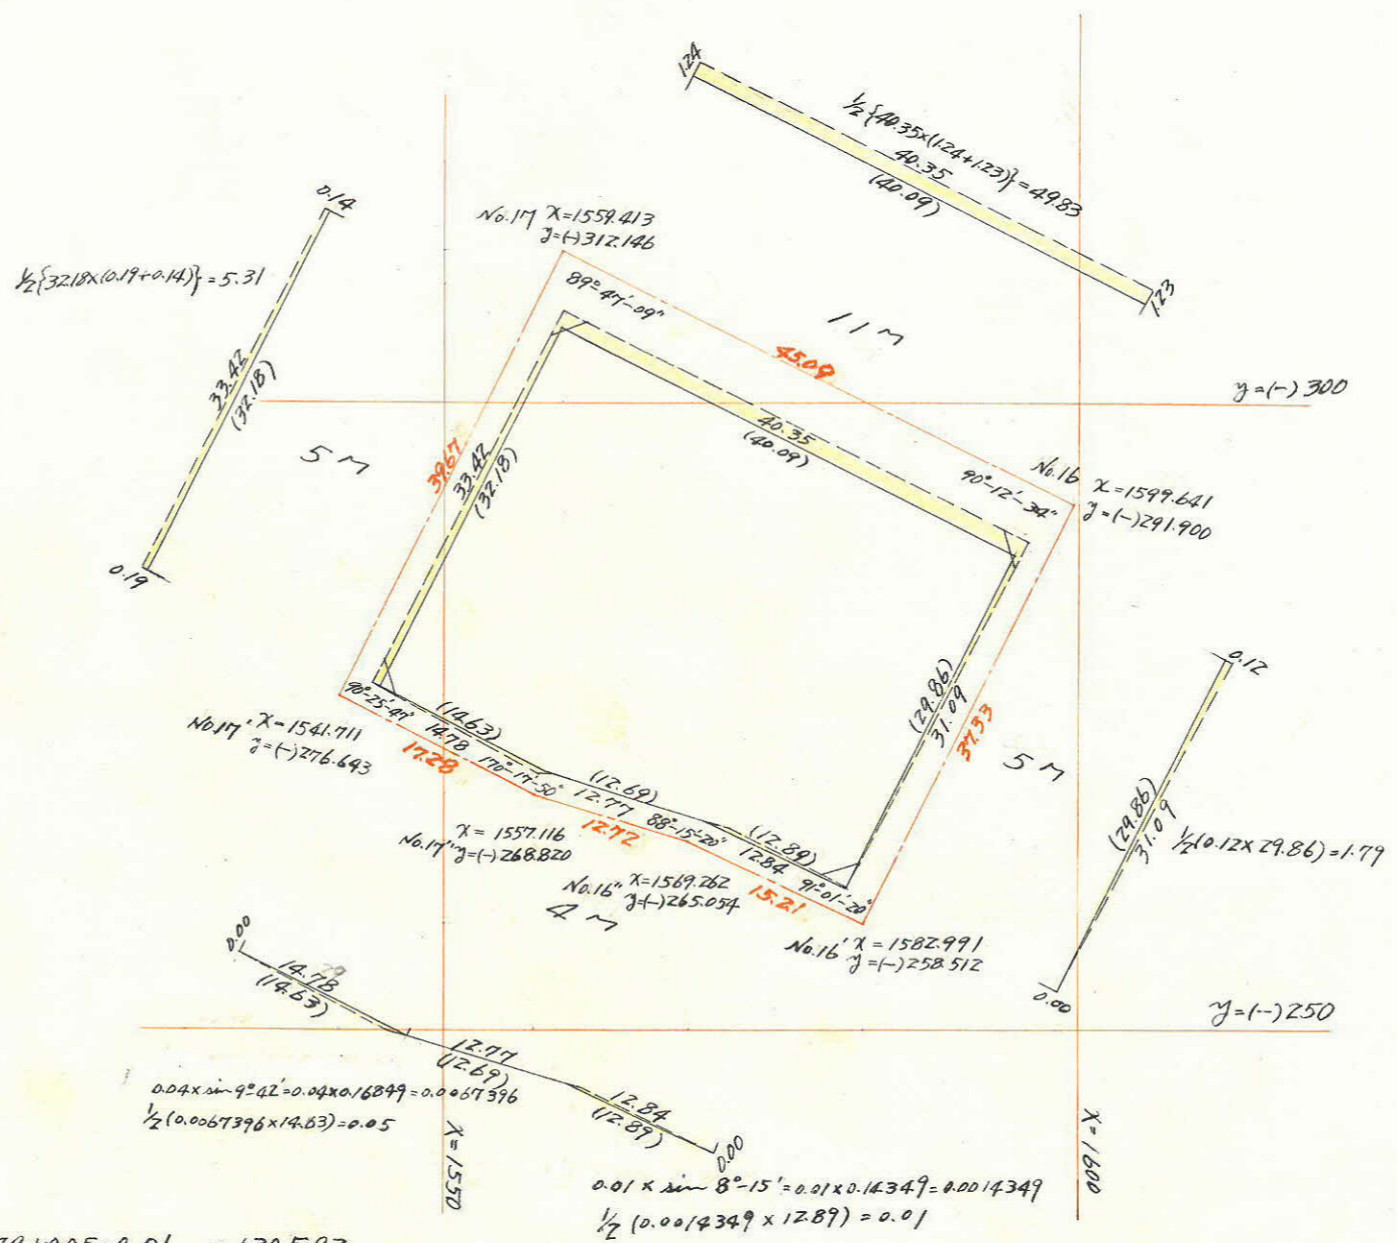 1.24
½{40.35×(1.24+1.23)}=49.83
40.35
(40.09)
1.23
0.14
½{32.18×(0.19+0.14)}=5.31
33.42
(32.18)
0.19
No.17 X=1559.413
y=(-)312.146
89°-47'-09"
11M
45.09
y=(-)300
5M
39.67
33.42
(32.18)
40.35
(40.09)
No.16 X=1599.641
y=(-)291.900
90°-12'-34"
90°-25'-47"
No.17' X=1541.711
y=(-)276.643
(14.63)
14.78
17.28
170°-17'-50"
(12.69)
12.77
12.72
88°-15'-20"
(12.89)
12.84
15.21
91°-01'-20"
(29.86)
31.09
37.33
5M
0.12
(29.86)
31.09
½(0.12×29.86)=1.79
0.00
X=1557.116
No.17" y=(-)268.820
No.16" X=1569.262
y=(-)265.054
4M
No.16' X=1582.991
y=(-)258.512
y=(-)250
0.00
14.78
(14.63)
12.77
(12.69)
12.84
(12.89)
0.00
0.04×sin 9°-42'=0.04×0.16849=0.0067396
½(0.0067396×14.63)=0.05
X=1550
X=1600
0.01×sin 8°-15'=0.01×0.14349=0.0014349
½(0.0014349×12.89)=0.01